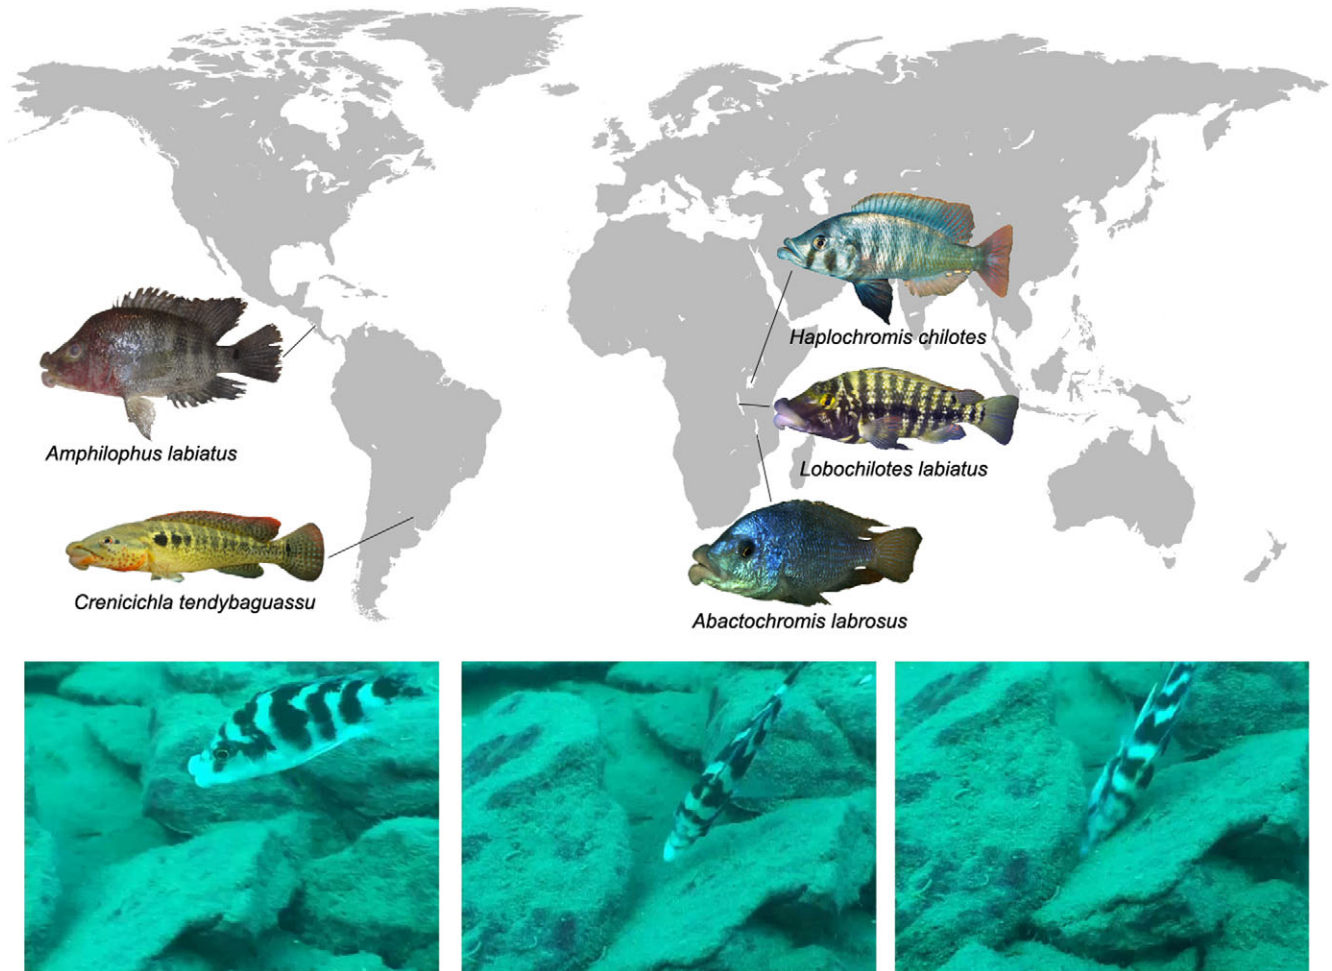 Haplochromis chilotes
Amphilophus labiatus
Lobochilotes labiatus
Crenicichla tendybaguassu
Abactochromis labrosus